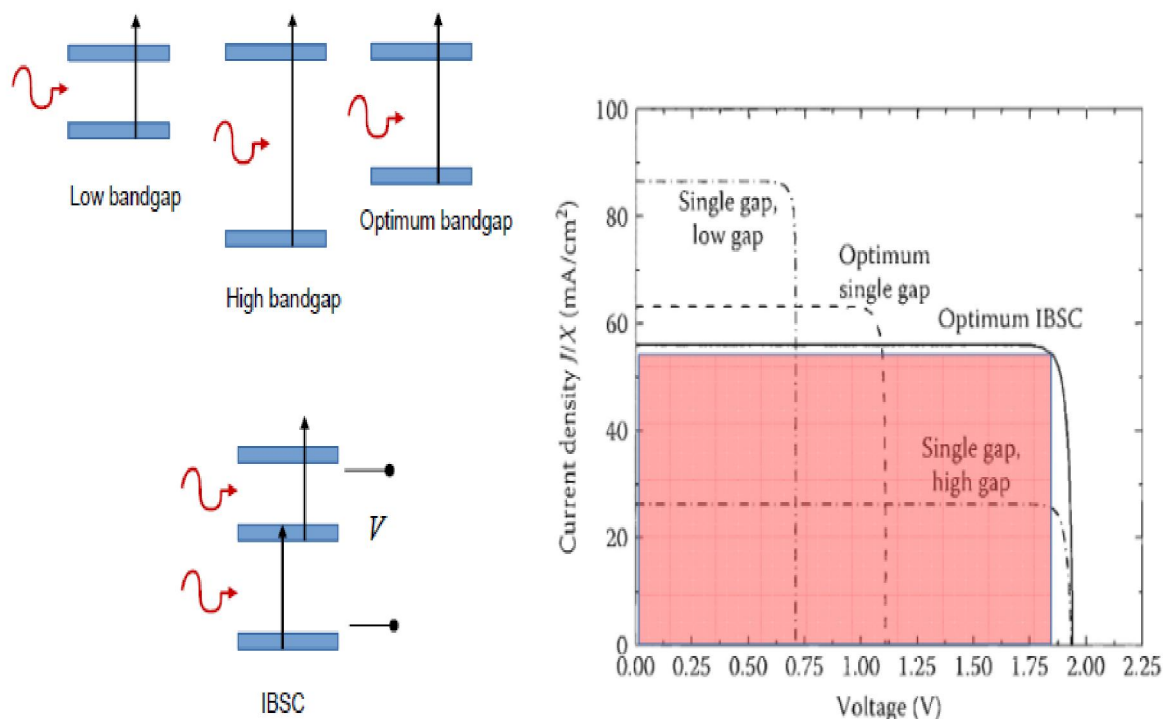 Low bandgap
High bandgap
Optimum bandgap
V
IBSC
Current density J/X (mA/cm²)
100
80
60
40
20
0
Single gap,
low gap
Optimum
single gap
Optimum IBSC
Single gap,
high gap
0.00 0.25 0.50 0.75 1.00 1.25 1.50 1.75 2.00 2.25
Voltage (V)